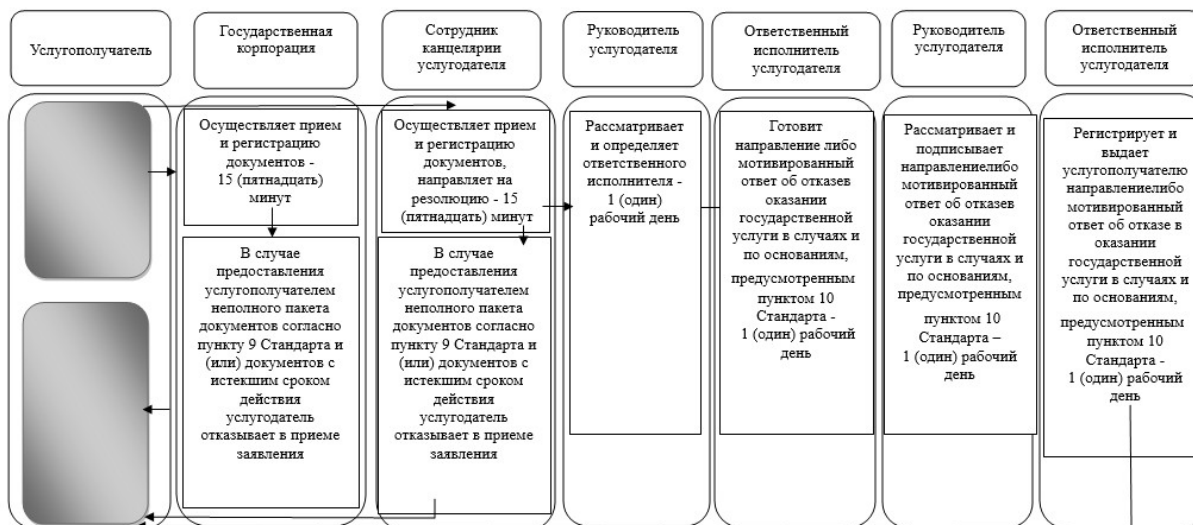 Услугополучатель
Государственная
корпорация
Сотрудник
канцелярии
услугодателя
Руководитель
услугодателя
Ответственный
исполнитель
услугодателя
Руководитель
услугодателя
Ответственный
исполнитель
услугодателя
Осуществляет прием
и регистрацию
документов -
15 (пятнадцать)
минут
В случае
предоставления
услугополучателем
неполного пакета
документов согласно
пункту 9 Стандарта и
(или) документов с
истекшим сроком
действия
услугодатель
отказывает в приеме
заявления
Осуществляет прием
и регистрацию
документов,
направляет на
резолюцию - 15
(пятнадцать) минут
В случае
предоставления
услугополучателем
неполного пакета
документов согласно
пункту 9 Стандарта и
(или) документов с
истекшим сроком
действия
услугодатель
отказывает в приеме
заявления
Рассматривает
и определяет
ответственного
исполнителя -
1 (один)
рабочий день
Готовит
направление либо
мотивированный
ответ об отказев
оказании
государственной
услуги в случаях и
по основаниям,
предусмотренным
пунктом 10
Стандарта -
1 (один) рабочий
день
Рассматривает и
подписывает
направлениелибо
мотивированный
ответ об отказев
оказании
государственной
услуги в случаях и
по основаниям,
предусмотренным
пунктом 10
Стандарта –
1 (один) рабочий
день
Регистрирует и
выдает
услугополучателю
направлениелибо
мотивированный
ответ об отказе в
оказании
государственной
услуги в случаях и
по основаниям,
предусмотренным
пунктом 10
Стандарта -
1 (один) рабочий
день